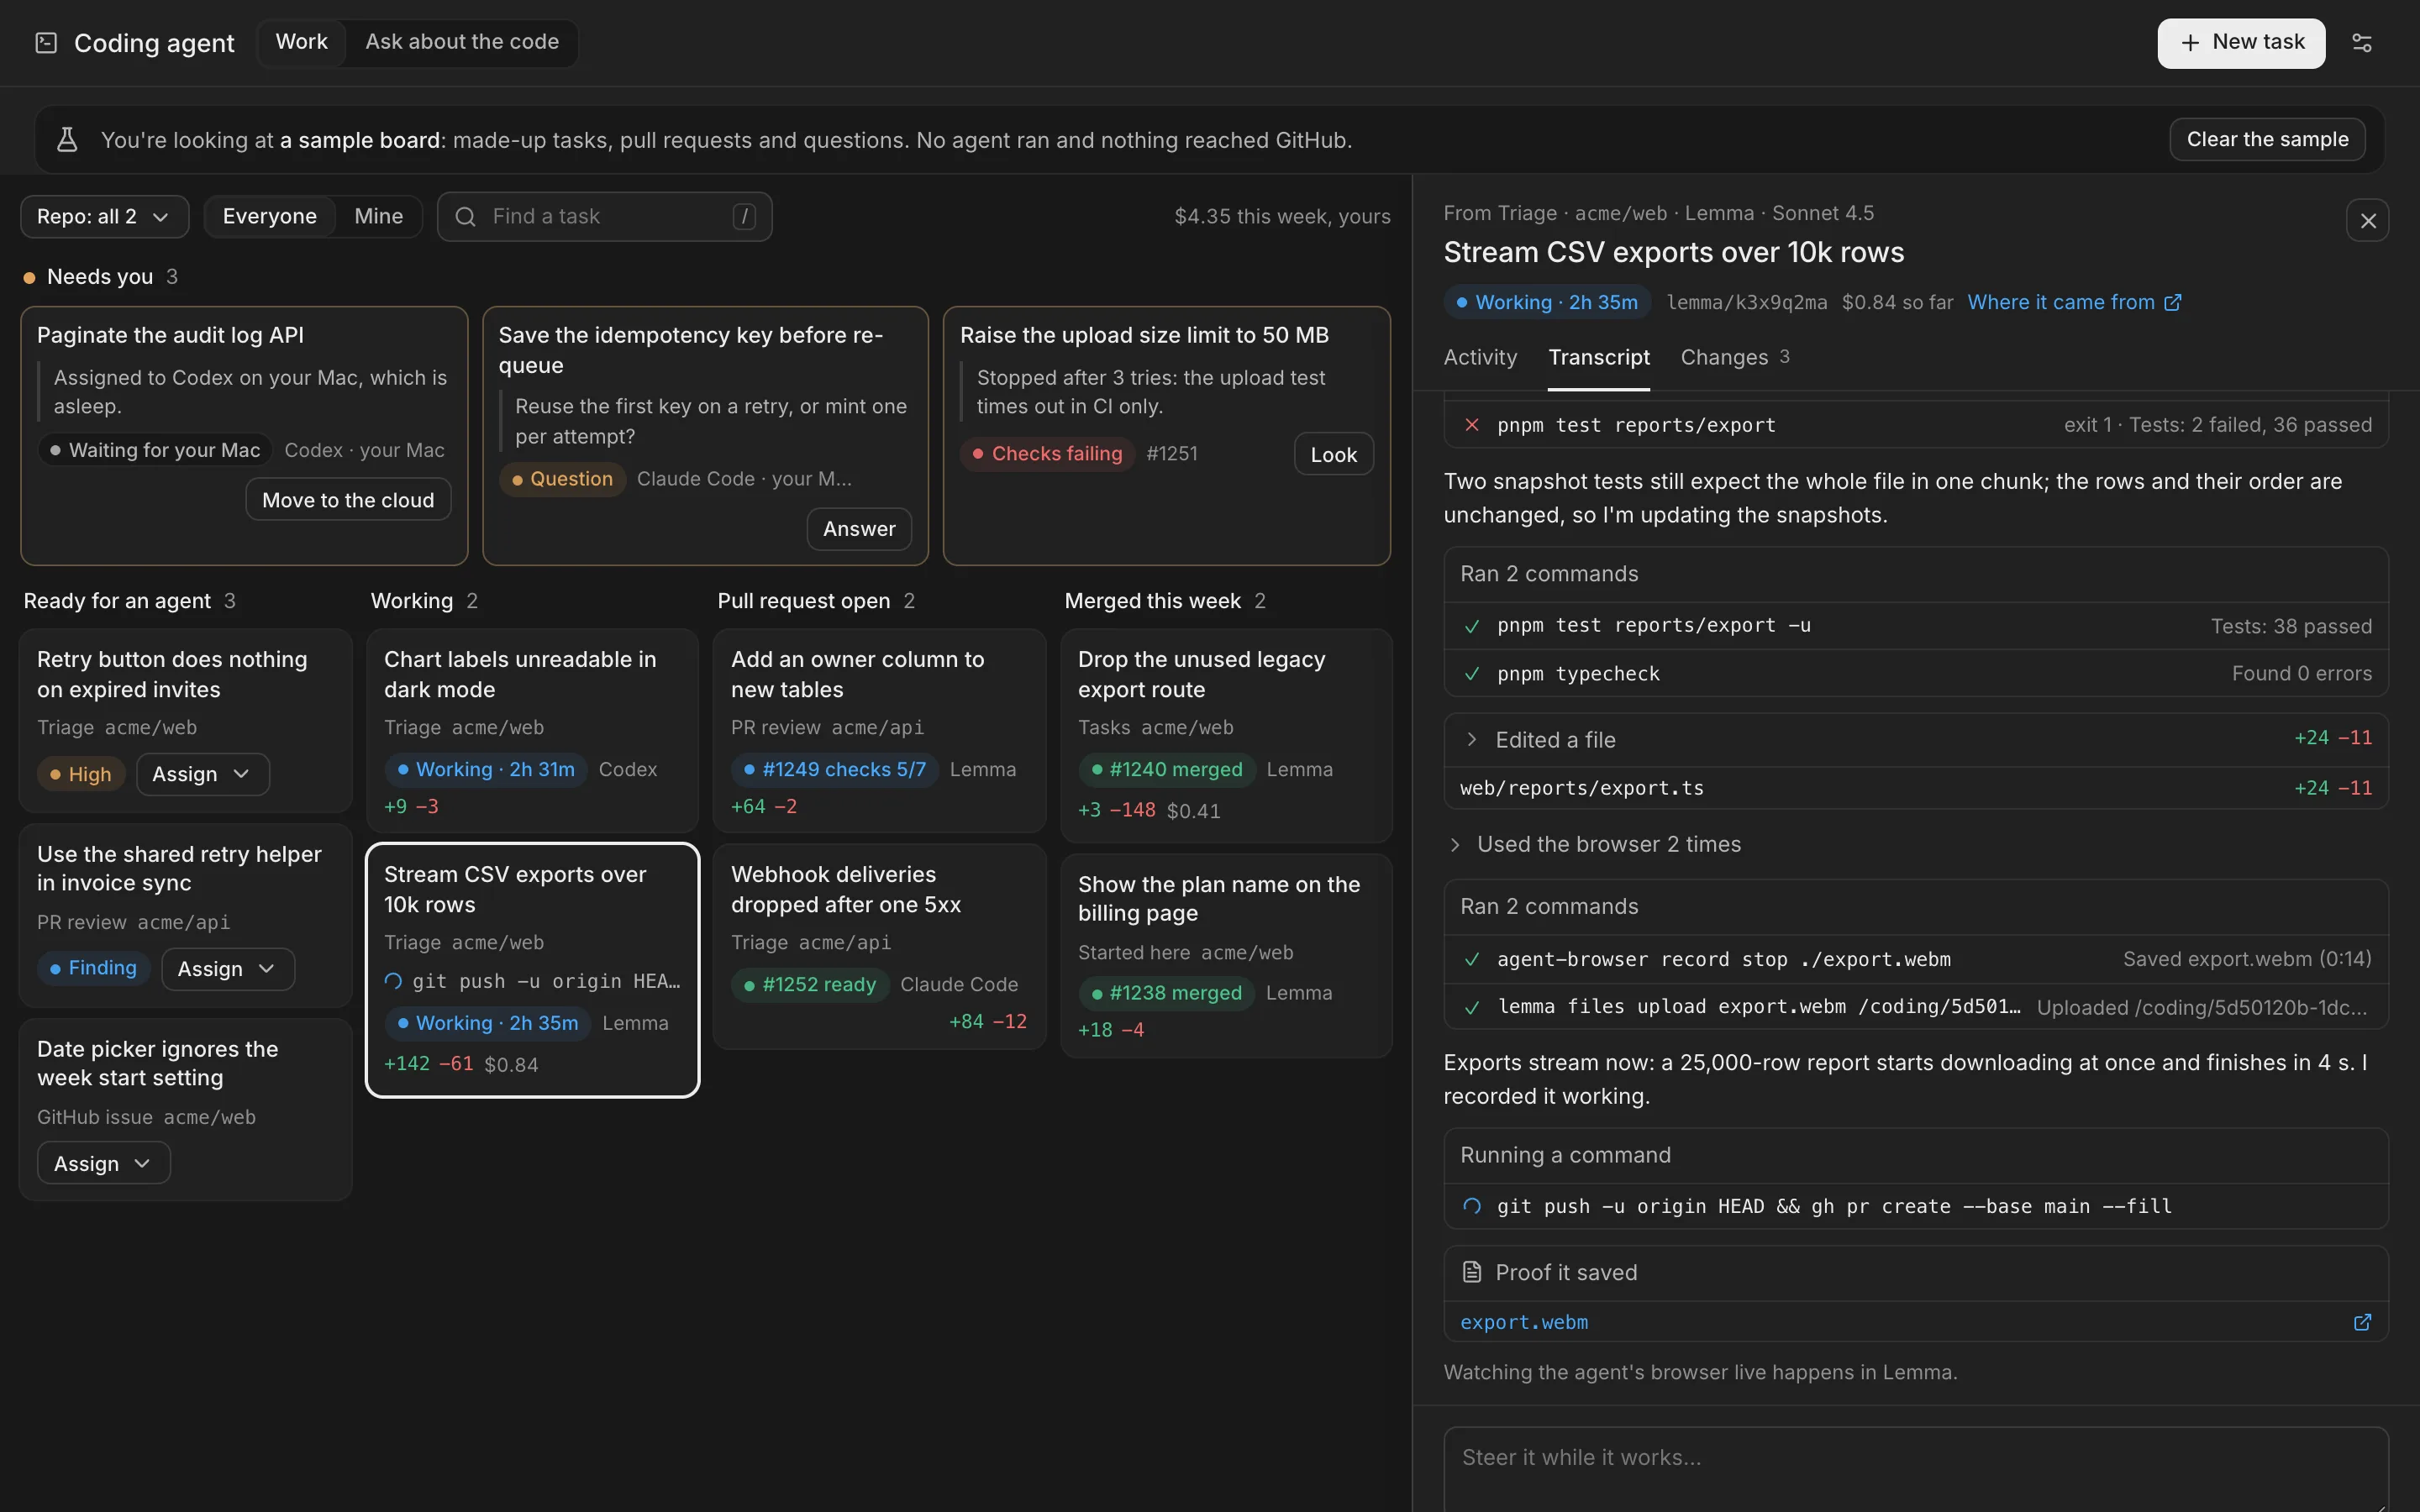 Coding agent
Work
Ask about the code
New task
You're looking at a sample board: made-up tasks, pull requests and questions. No agent ran and nothing reached GitHub.
Clear the sample
Repo: all 2
Everyone
Mine
Find a task
/
$4.35 this week, yours
Needs you 3
Paginate the audit log API
Assigned to Codex on your Mac, which is
asleep.
Waiting for your Mac
Codex · your Mac
Move to the cloud
Save the idempotency key before re-
queue
Reuse the first key on a retry, or mint one
per attempt?
Question
Claude Code · your M...
Answer
Raise the upload size limit to 50 MB
Stopped after 3 tries: the upload test
times out in CI only.
Checks failing
#1251
Look
Ready for an agent 3
Retry button does nothing
on expired invites
Triage acme/web
High
Assign
Use the shared retry helper
in invoice sync
PR review acme/api
Finding
Assign
Date picker ignores the
week start setting
GitHub issue acme/web
Assign
Working 2
Chart labels unreadable in
dark mode
Triage acme/web
Working · 2h 31m
Codex
+9 −3
Stream CSV exports over
10k rows
Triage acme/web
git push -u origin HEA...
Working · 2h 35m
Lemma
+142 −61 $0.84
Pull request open 2
Add an owner column to
new tables
PR review acme/api
#1249 checks 5/7
Lemma
+64 −2
Webhook deliveries
dropped after one 5xx
Triage acme/api
#1252 ready
Claude Code
+84 −12
Merged this week 2
Drop the unused legacy
export route
Tasks acme/web
#1240 merged
Lemma
+3 −148 $0.41
Show the plan name on the
billing page
Started here acme/web
#1238 merged
Lemma
+18 −4
From Triage · acme/web · Lemma · Sonnet 4.5
Stream CSV exports over 10k rows
Working · 2h 35m
lemma/k3x9q2ma
$0.84 so far
Where it came from
Activity
Transcript
Changes 3
pnpm test reports/export
exit 1 · Tests: 2 failed, 36 passed
Two snapshot tests still expect the whole file in one chunk; the rows and their order are
unchanged, so I'm updating the snapshots.
Ran 2 commands
pnpm test reports/export -u
Tests: 38 passed
pnpm typecheck
Found 0 errors
Edited a file
+24 −11
web/reports/export.ts
+24 −11
Used the browser 2 times
Ran 2 commands
agent-browser record stop ./export.webm
Saved export.webm (0:14)
lemma files upload export.webm /coding/5d501...
Uploaded /coding/5d50120b-1dc...
Exports stream now: a 25,000-row report starts downloading at once and finishes in 4 s. I
recorded it working.
Running a command
git push -u origin HEAD && gh pr create --base main --fill
Proof it saved
export.webm
Watching the agent's browser live happens in Lemma.
Steer it while it works...